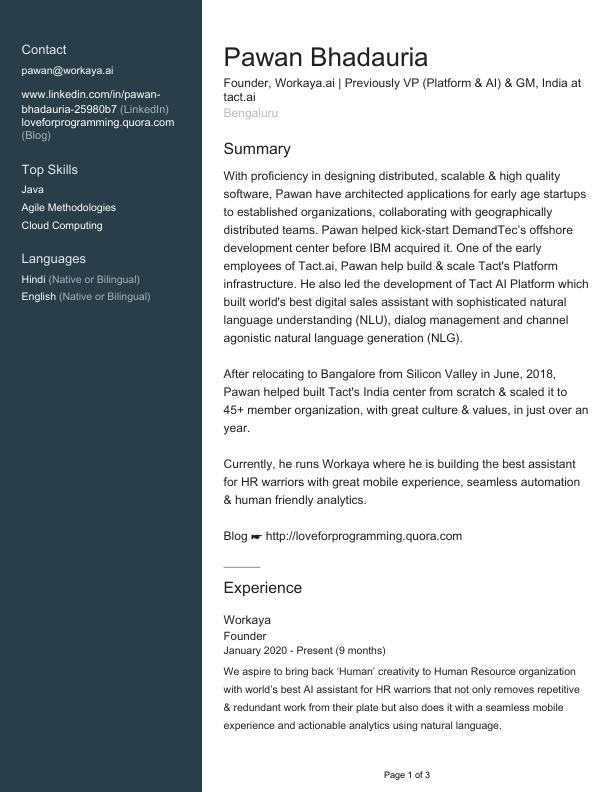 Contact
pawan@workaya.ai
www.linkedin.com/in/pawan-
bhadauria-25980b7 (LinkedIn)
loveforprogramming.quora.com
(Blog)
Top Skills
Java
Agile Methodologies
Cloud Computing
Languages
Hindi (Native or Bilingual)
English (Native or Bilingual)
Pawan Bhadauria
Founder, Workaya.ai | Previously VP (Platform & AI) & GM, India at
tact.ai
Bengaluru
Summary
With proficiency in designing distributed, scalable & high quality
software, Pawan have architected applications for early age startups
to established organizations, collaborating with geographically
distributed teams. Pawan helped kick-start DemandTec's offshore
development center before IBM acquired it. One of the early
employees of Tact.ai, Pawan help build & scale Tact's Platform
infrastructure. He also led the development of Tact AI Platform which
built world's best digital sales assistant with sophisticated natural
language understanding (NLU), dialog management and channel
agonistic natural language generation (NLG).
After relocating to Bangalore from Silicon Valley in June, 2018,
Pawan helped built Tact's India center from scratch & scaled it to
45+ member organization, with great culture & values, in just over an
year.
Currently, he runs Workaya where he is building the best assistant
for HR warriors with great mobile experience, seamless automation
& human friendly analytics.
Blog ☛ http://loveforprogramming.quora.com
Experience
Workaya
Founder
January 2020 - Present (9 months)
We aspire to bring back ‘Human’ creativity to Human Resource organization
with world’s best AI assistant for HR warriors that not only removes repetitive
& redundant work from their plate but also does it with a seamless mobile
experience and actionable analytics using natural language.
Page 1 of 3